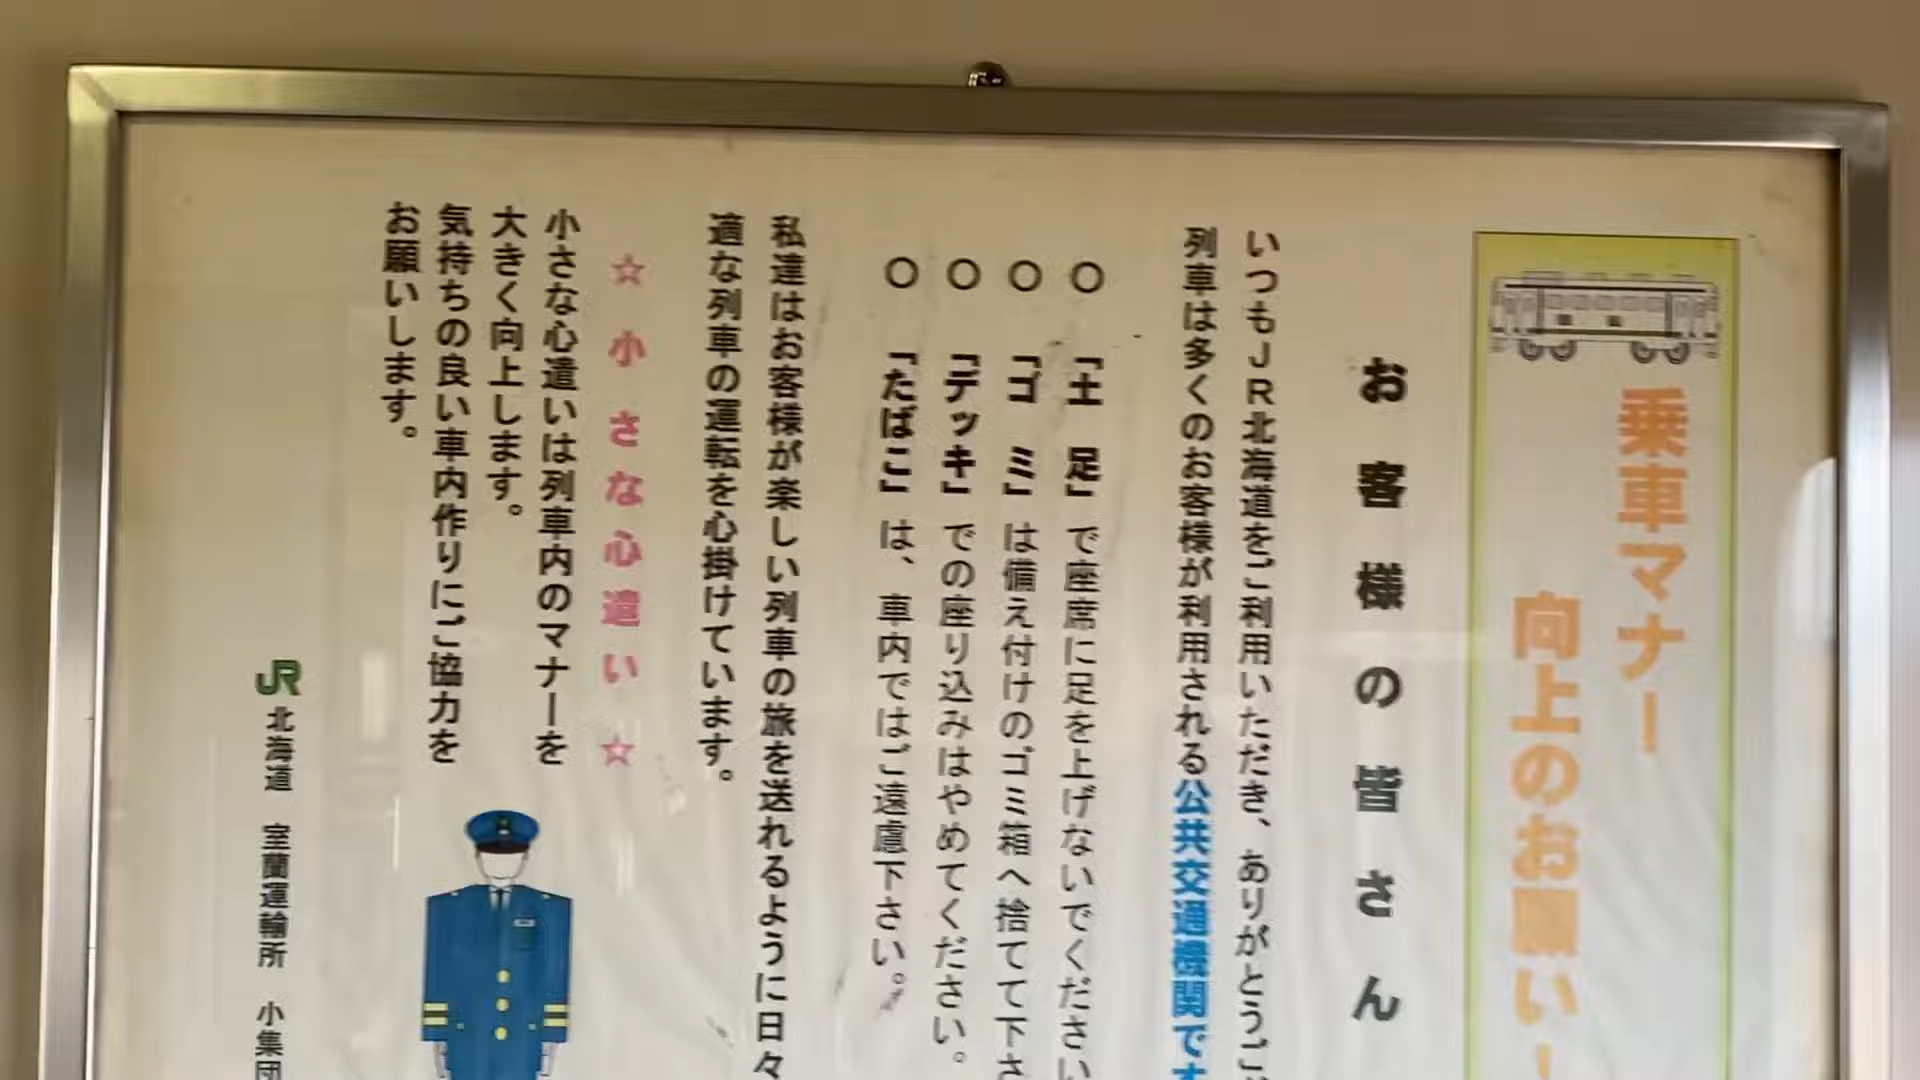 乗車マナー
向上のお願い!
お客様の皆さん
いつもJR北海道をご利用いただき、ありがとうご
列車は多くのお客様が利用される公共交通機関で
○「土足」で座席に足を上げないでください
○「ゴミ」は備え付けのゴミ箱へ捨てて下さ
○「デッキ」での座り込みはやめてください。
○「たばこ」は、車内ではご遠慮下さい。
私達はお客様が楽しい列車の旅を送れるように日々
適な列車の運転を心掛けています。
☆小さな心遣い☆
小さな心遣いは列車内のマナーを
大きく向上します。
気持ちの良い車内作りにご協力を
お願いします。
JR北海道 室蘭運輸所 小集団